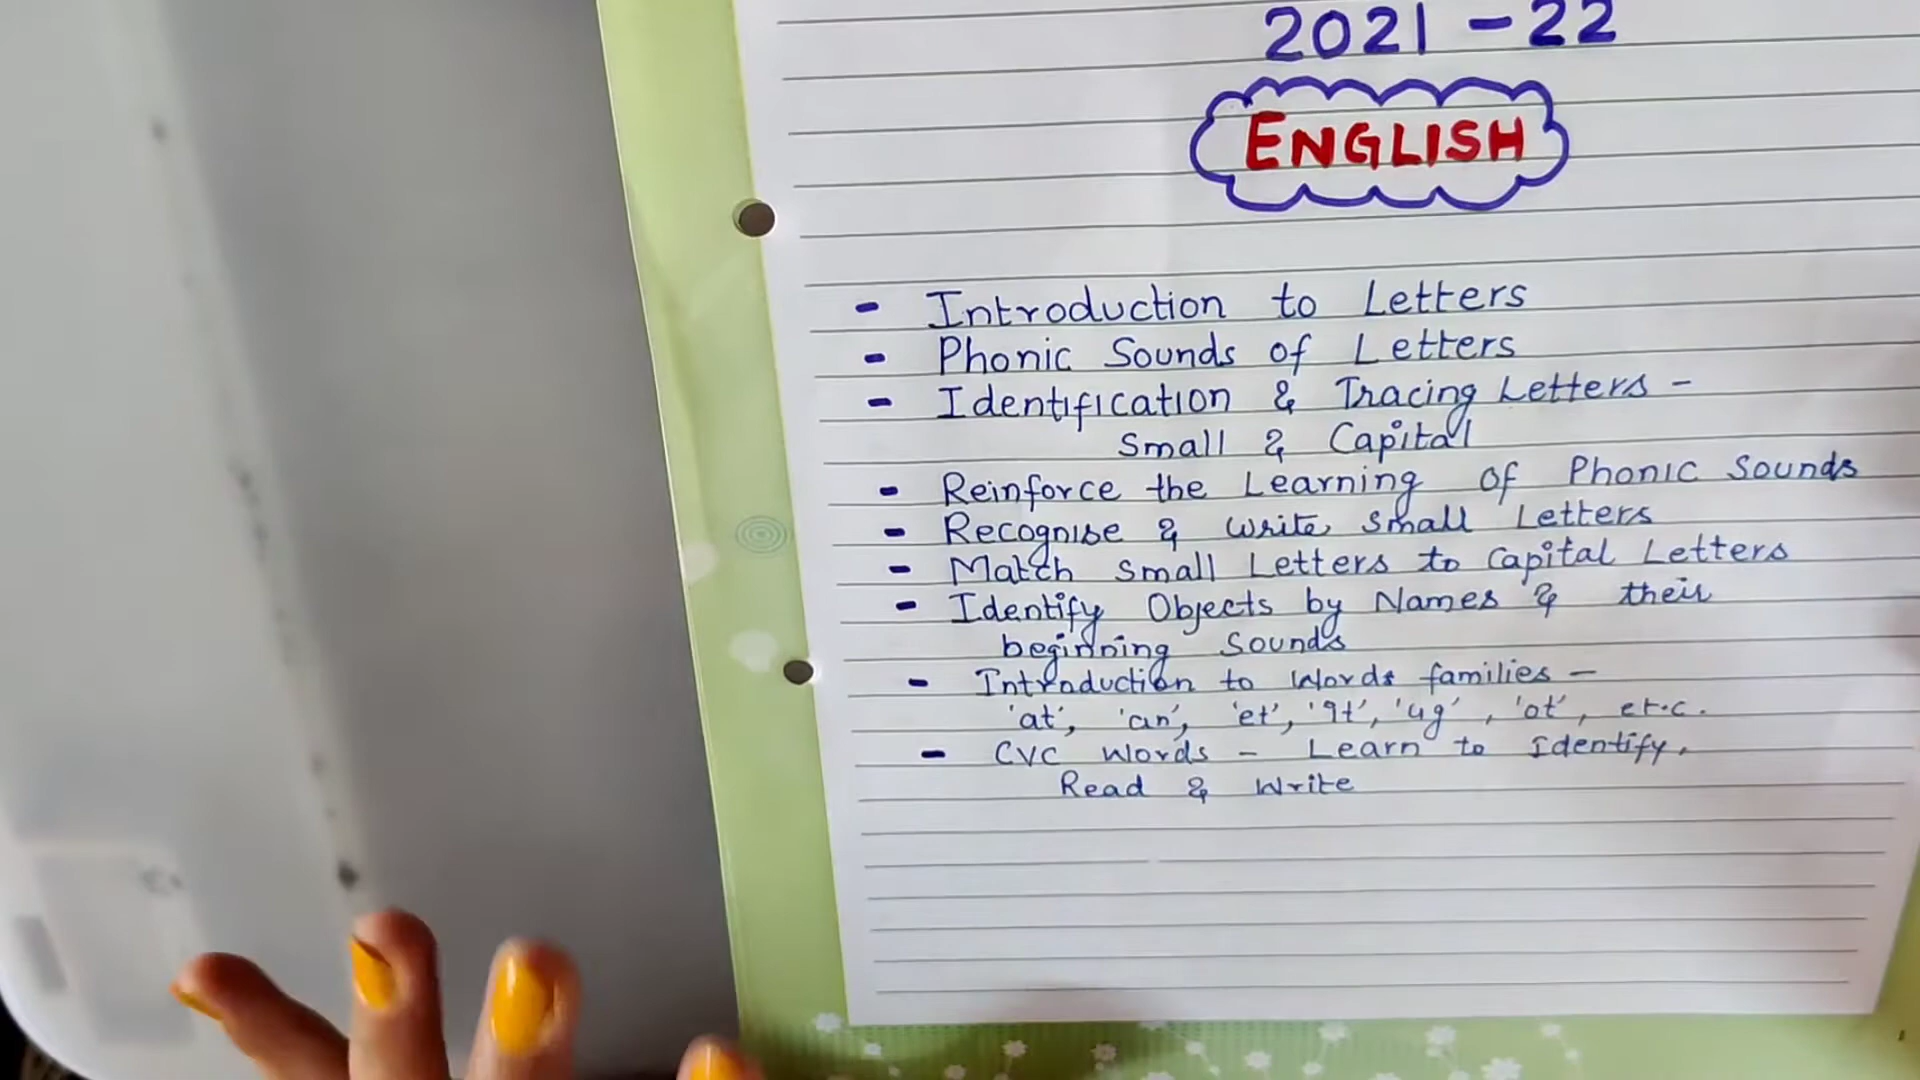 2021 - 22
ENGLISH
- Introduction to Letters
- Phonic Sounds of Letters
- Identification & Tracing Letters -
Small & Capital
- Reinforce the Learning of Phonic Sounds
- Recognise & write small Letters
- Match small Letters to Capital Letters
- Identify Objects by Names & their
beginning Sounds
- Introduction to Words families -
'at', 'an', 'et', 'It', 'ug', 'ot', etc.
- CVC Words - Learn to Identify,
Read & Write